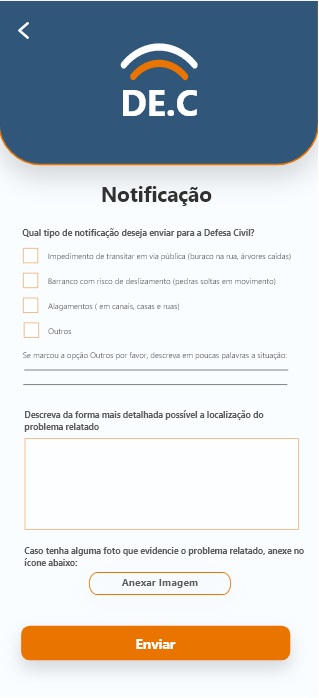 DE.C
Notificação
Qual tipo de notificação deseja enviar para a Defesa Civil?
Impedimento de transitar em via pública (buraco na rua, árvores caídas)
Barranco com risco de deslizamento (pedras soltas em movimento)
Alagamentos ( em canais, casas e ruas)
Outros
Se marcou a opção Outros por favor, descreva em poucas palavras a situação:
Descreva da forma mais detalhada possível a localização do
problema relatado
Caso tenha alguma foto que evidencie o problema relatado, anexe no
ícone abaixo:
Anexar Imagem
Enviar